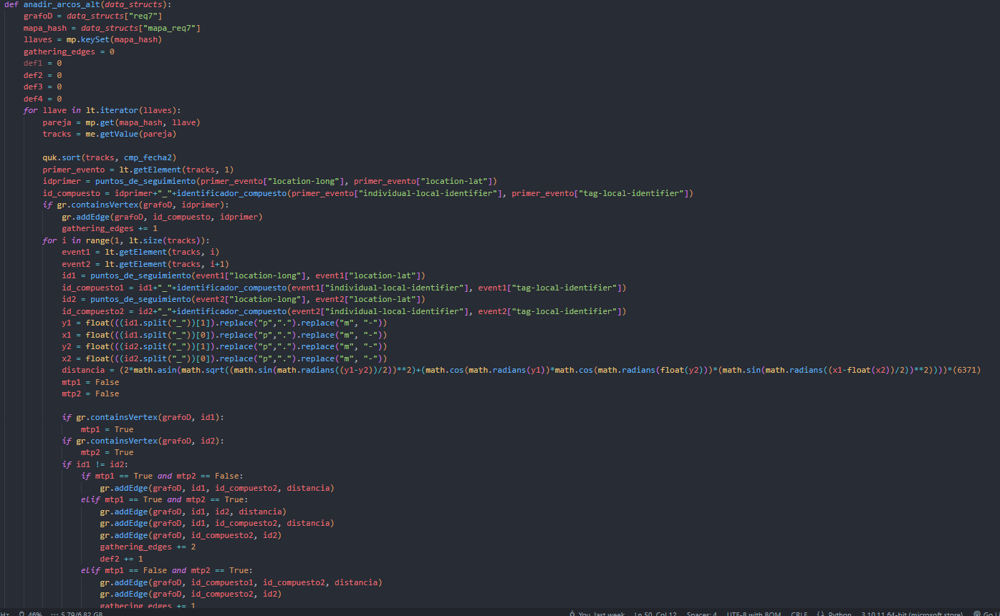 def anadir_arcos_alt(data_structs):
    grafoD = data_structs["req7"]
    mapa_hash = data_structs["mapa_req7"]
    llaves = mp.keySet(mapa_hash)
    gathering_edges = 0
    def1 = 0
    def2 = 0
    def3 = 0
    def4 = 0
    for llave in lt.iterator(llaves):
        pareja = mp.get(mapa_hash, llave)
        tracks = me.getValue(pareja)

        quk.sort(tracks, cmp_fecha2)
        primer_evento = lt.getElement(tracks, 1)
        idprimer = puntos_de_seguimiento(primer_evento["location-long"], primer_evento["location-lat"])
        id_compuesto = idprimer+"_"+identificador_compuesto(primer_evento["individual-local-identifier"], primer_evento["tag-local-identifier"])
        if gr.containsVertex(grafoD, idprimer):
            gr.addEdge(grafoD, id_compuesto, idprimer)
            gathering_edges += 1
        for i in range(1, lt.size(tracks)):
            event1 = lt.getElement(tracks, i)
            event2 = lt.getElement(tracks, i+1)
            id1 = puntos_de_seguimiento(event1["location-long"], event1["location-lat"])
            id_compuesto1 = id1+"_"+identificador_compuesto(event1["individual-local-identifier"], event1["tag-local-identifier"])
            id2 = puntos_de_seguimiento(event2["location-long"], event2["location-lat"])
            id_compuesto2 = id2+"_"+identificador_compuesto(event2["individual-local-identifier"], event2["tag-local-identifier"])
            y1 = float(((id1.split("_"))[1]).replace("p",".").replace("m", "-"))
            x1 = float(((id1.split("_"))[0]).replace("p",".").replace("m", "-"))
            y2 = float(((id2.split("_"))[1]).replace("p",".").replace("m", "-"))
            x2 = float(((id2.split("_"))[0]).replace("p",".").replace("m", "-"))
            distancia = (2*math.asin(math.sqrt((math.sin(math.radians((y1-y2))/2))**2)+(math.cos(math.radians(y1))*math.cos(math.radians(float(y2)))*(math.sin(math.radians((x1-float(x2))/2))**2))))*(6371)
            mtp1 = False
            mtp2 = False

            if gr.containsVertex(grafoD, id1):
                mtp1 = True
            if gr.containsVertex(grafoD, id2):
                mtp2 = True
            if id1 != id2:
                if mtp1 == True and mtp2 == False:
                    gr.addEdge(grafoD, id1, id_compuesto2, distancia)
                elif mtp1 == True and mtp2 == True:
                    gr.addEdge(grafoD, id1, id2, distancia)
                    gr.addEdge(grafoD, id1, id_compuesto2, distancia)
                    gr.addEdge(grafoD, id_compuesto2, id2)
                    gathering_edges += 2
                    def2 += 1
                elif mtp1 == False and mtp2 == True:
                    gr.addEdge(grafoD, id_compuesto1, id_compuesto2, distancia)
                    gr.addEdge(grafoD, id_compuesto2, id2)
                    gathering_edges += 1
Hz 46% 5.79/6.82 GB You, last week Ln 50, Col 12 Spaces: 4 UTF-8 with BOM CRLF Python 3.10.11 64-bit (microsoft store)